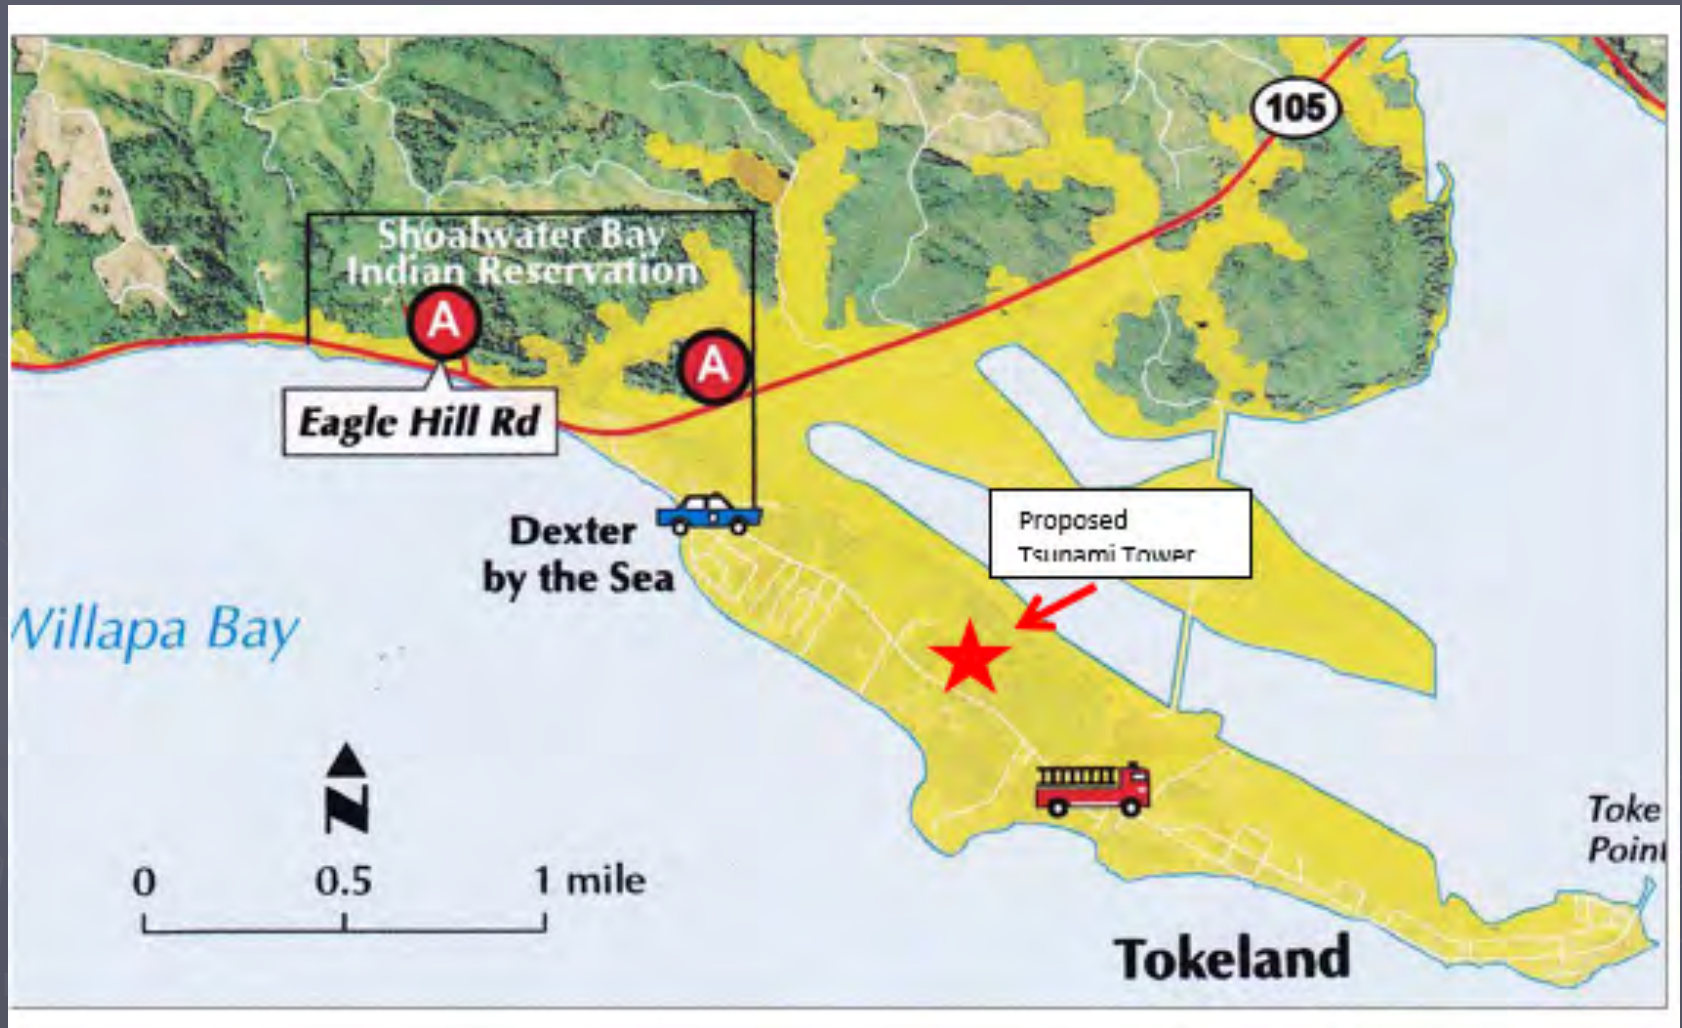 105
Shoalwater Bay
Indian Reservation
A
A
Eagle Hill Rd
Dexter
by the Sea
Proposed
Tsunami Tower
Willapa Bay
N
0 0.5 1 mile
Toke
Point
Tokeland